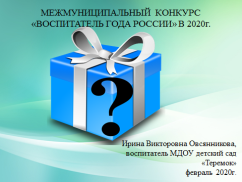 МЕЖМУНИЦИПАЛЬНЫЙ КОНКУРС
«ВОСПИТАТЕЛЬ ГОДА РОССИИ» В 2020г.
?
Ирина Викторовна Овсянникова,
воспитатель МДОУ детский сад
«Теремок»
февраль 2020г.